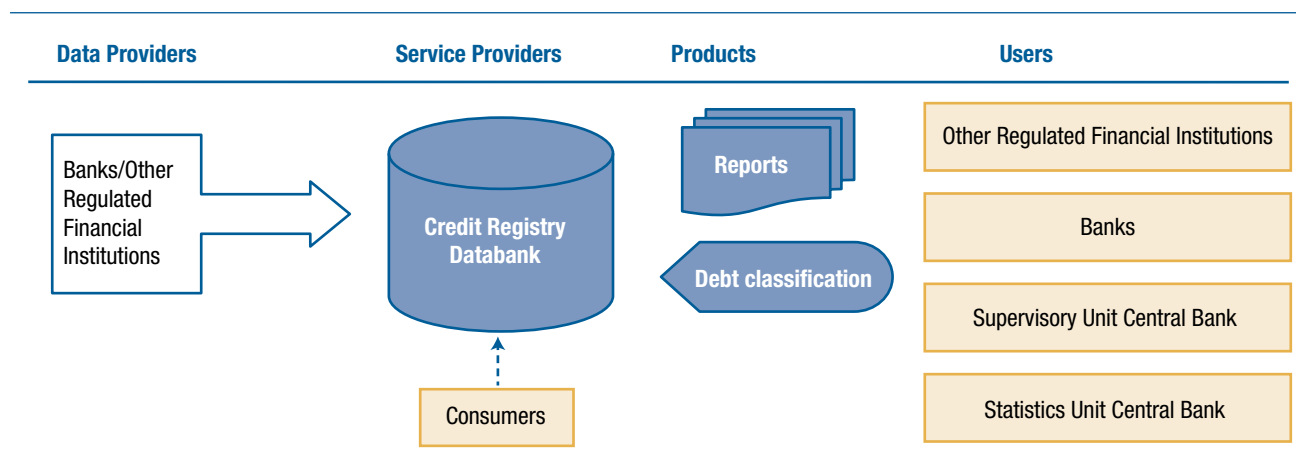 Data Providers
Service Providers
Products
Users
Banks/Other
Regulated
Financial
Institutions
Credit Registry
Databank
Consumers
Reports
Debt classification
Other Regulated Financial Institutions
Banks
Supervisory Unit Central Bank
Statistics Unit Central Bank